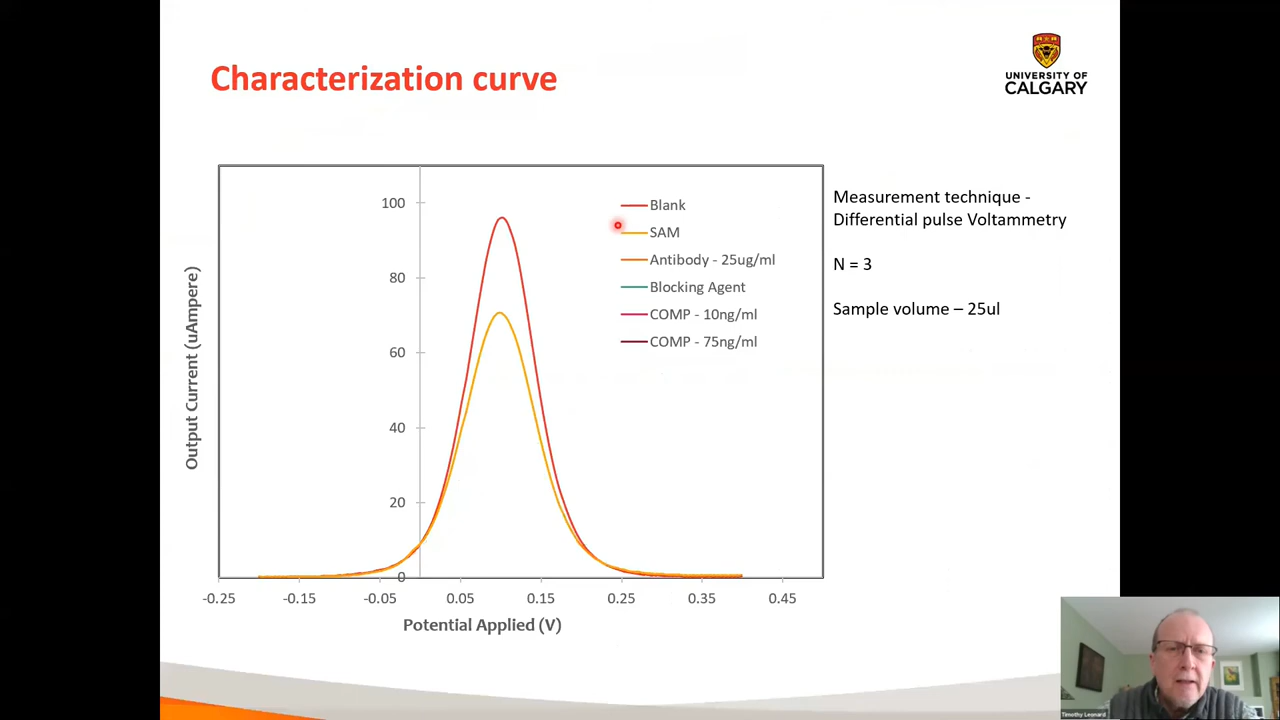 Characterization curve
UNIVERSITY OF
CALGARY
Measurement technique -
Differential pulse Voltammetry
N = 3
Sample volume – 25ul
Output Current (uAmpere)
100
80
60
40
20
0
Blank
SAM
Antibody - 25ug/ml
Blocking Agent
COMP - 10ng/ml
COMP - 75ng/ml
-0.25 -0.15 -0.05 0.05 0.15 0.25 0.35 0.45
Potential Applied (V)
Timothy Leonard